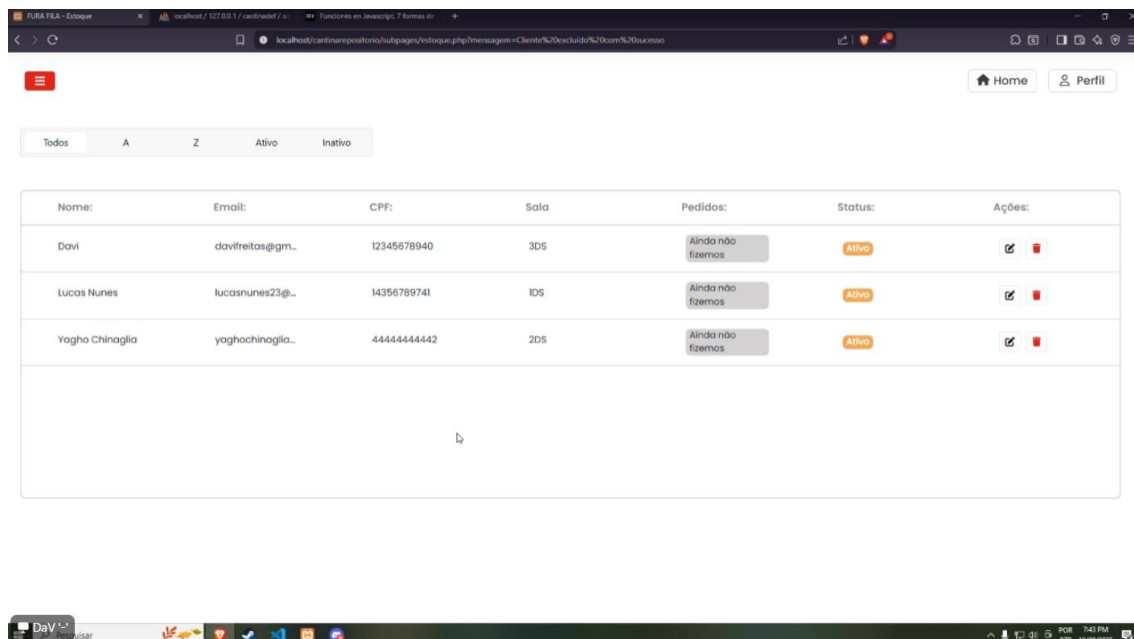 FURA FILA - Estoque
localhost / 127.0.0.1 / cantinadef /
Funciones en Javascript, 7 formas de
localhost/cantinarepositorio/subpages/estoque.php?mensagem=Cliente%20excluído%20com%20sucesso
Home
Perfil
Todos A Z Ativo Inativo
Nome: Email: CPF: Sala Pedidos: Status: Ações:
Davi davifreitas@gm... 12345678940 3DS Ainda não
fizemos Ativo
Lucas Nunes lucasnunes23@... 14356789741 1DS Ainda não
fizemos Ativo
Yagho Chinaglia yaghochinaglia... 44444444442 2DS Ainda não
fizemos Ativo
DaV '-'
Pesquisar
POR 7:43 PM